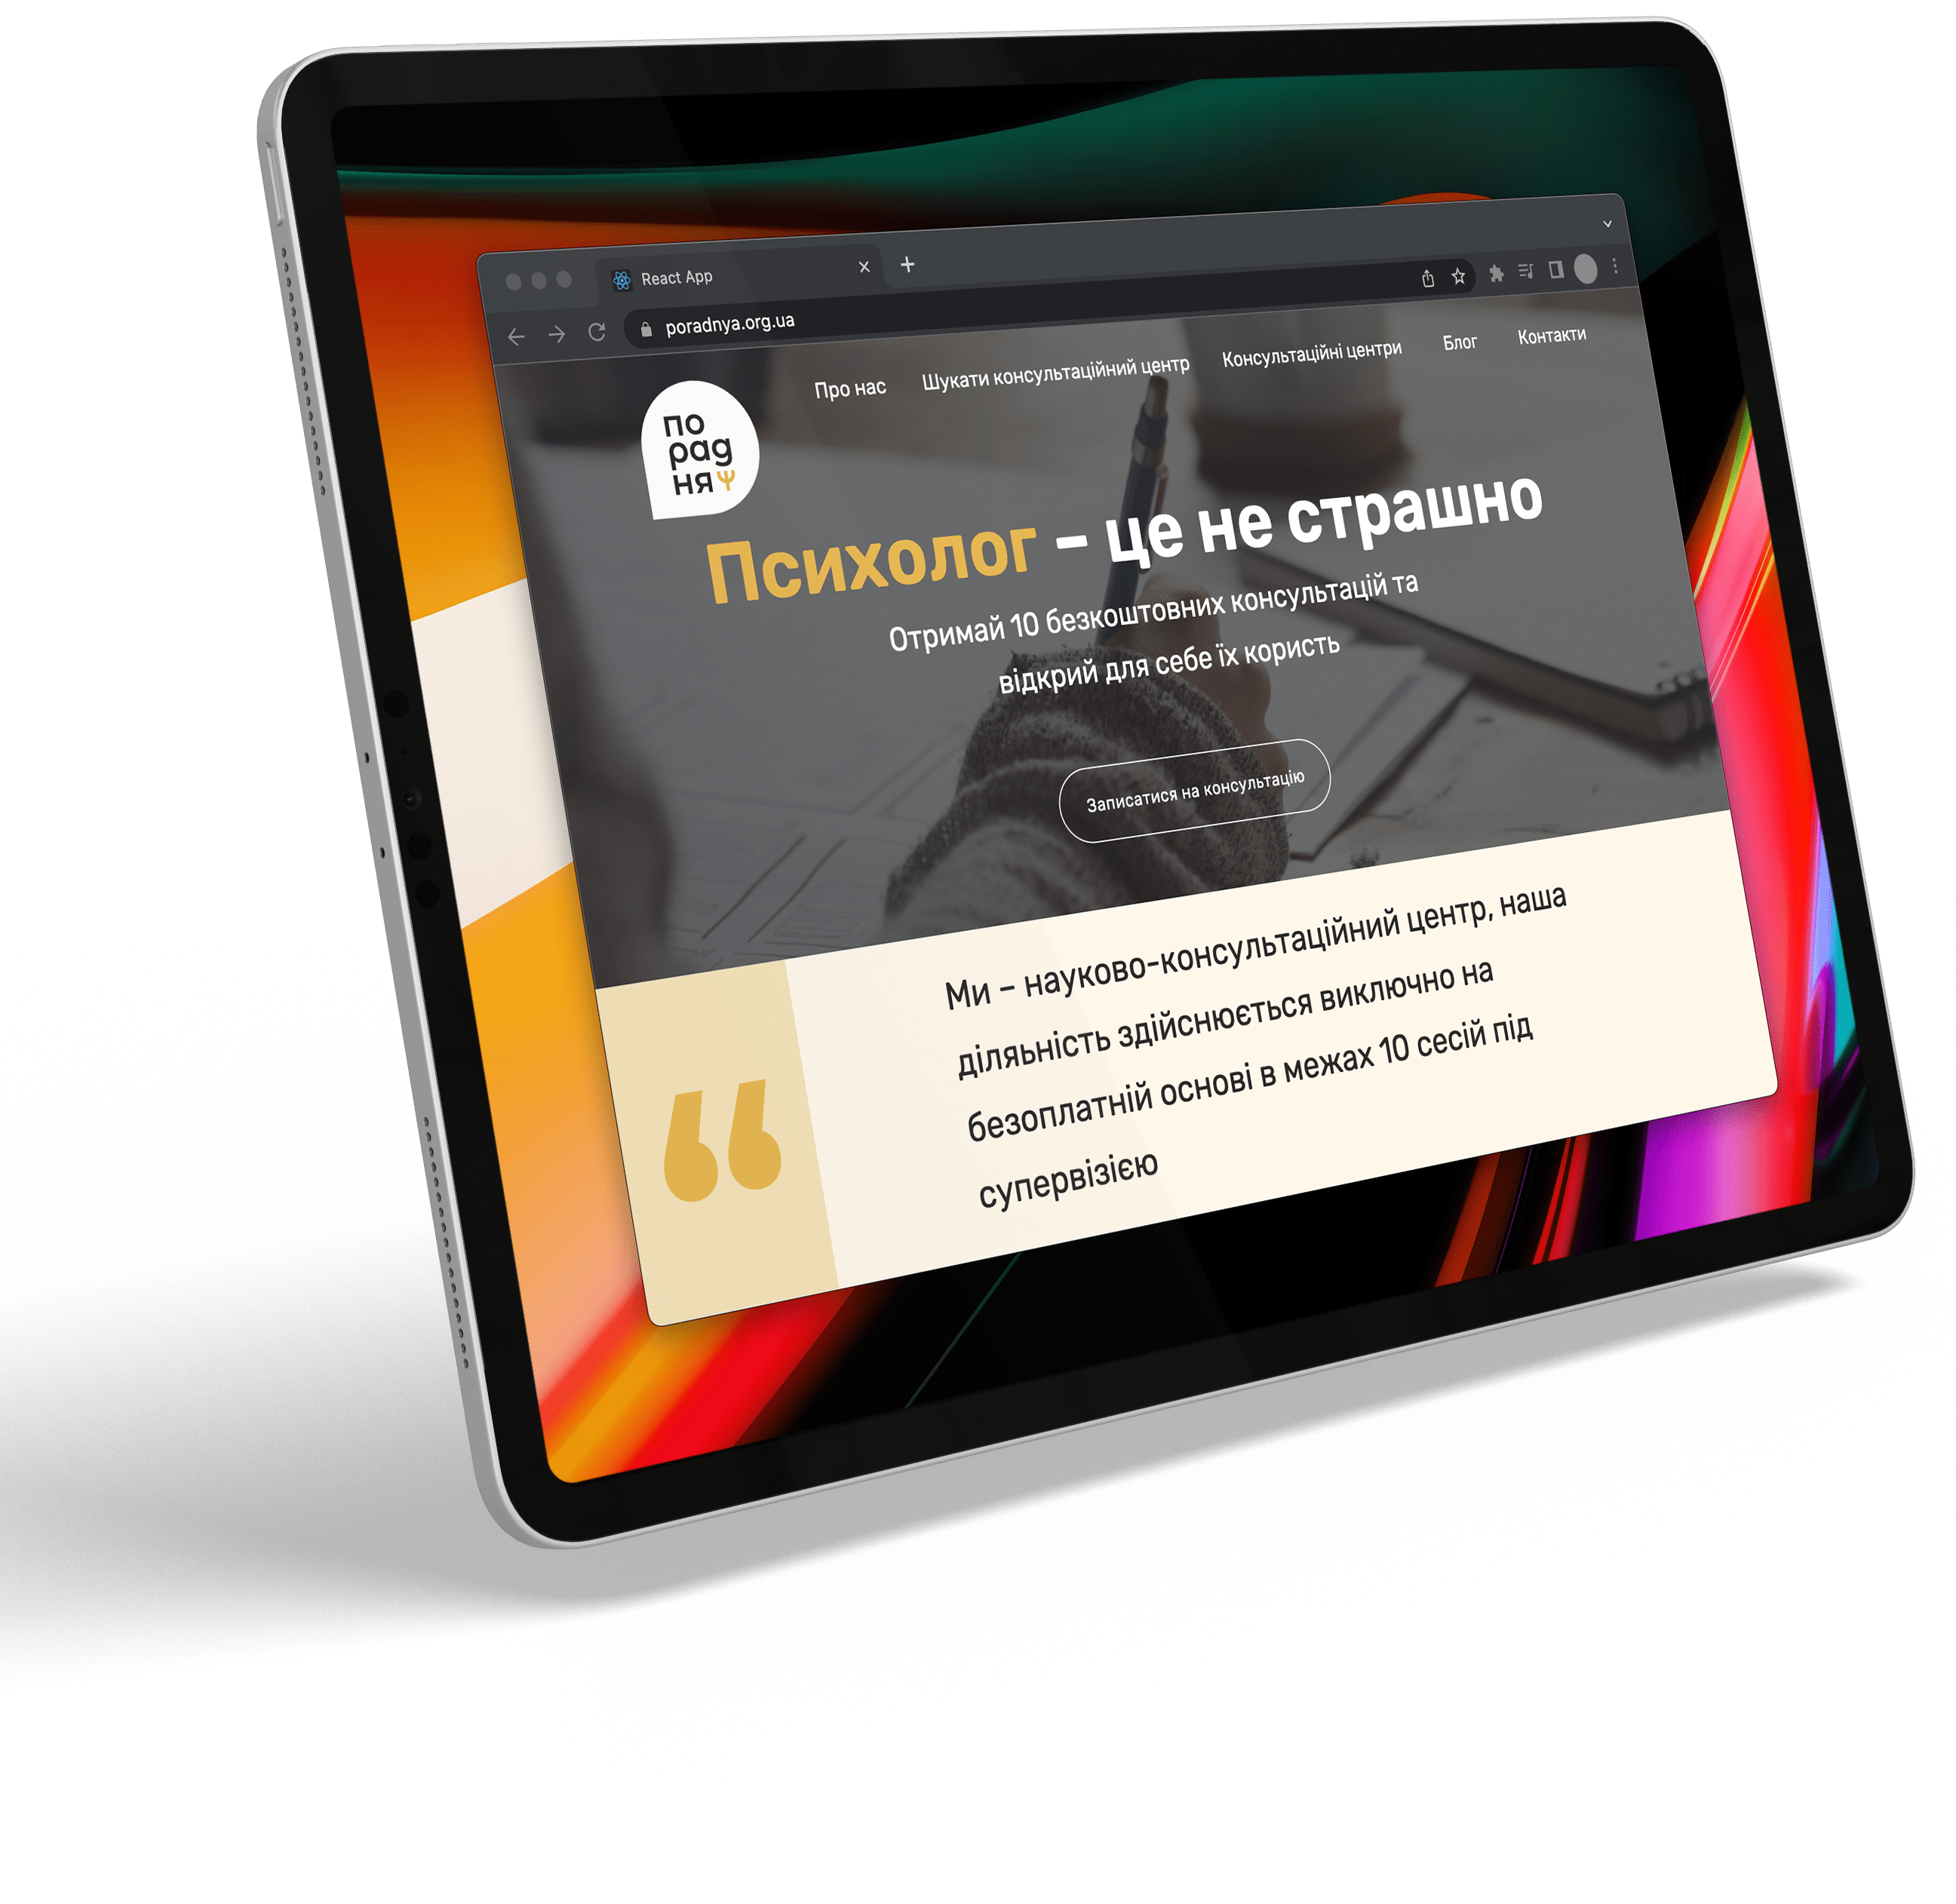 React App
poradnya.org.ua
Про нас Шукати консультаційний центр Консультаційні центри Блог Контакти
по
рад
ня
Психолог – це не страшно
Отримай 10 безкоштовних консультацій та
відкрий для себе їх користь
Записатися на консультацію
“
Ми – науково-консультаційний центр, наша
діляьність здійснюється виключно на
безоплатній основі в межах 10 сесій під
супервізією